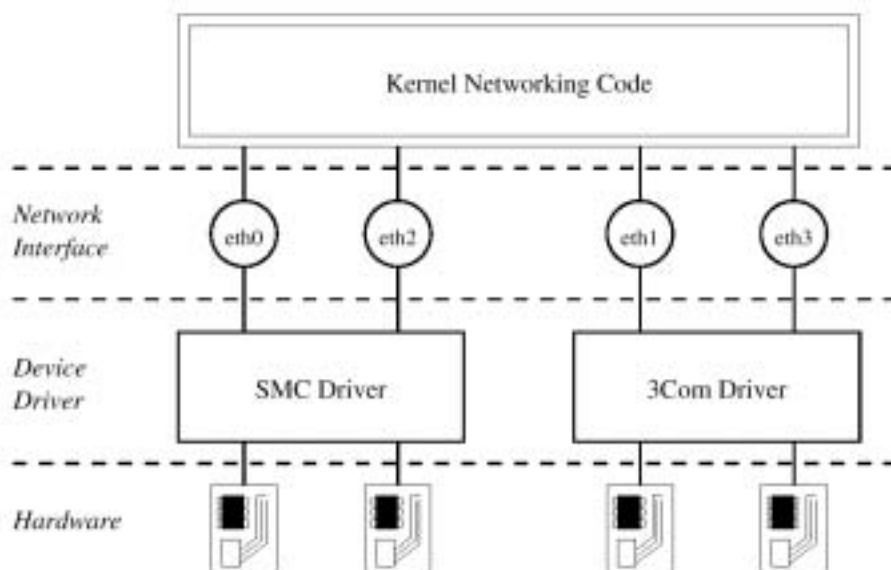 Kernel Networking Code
Network
Interface
eth0
eth2
eth1
eth3
Device
Driver
SMC Driver
3Com Driver
Hardware